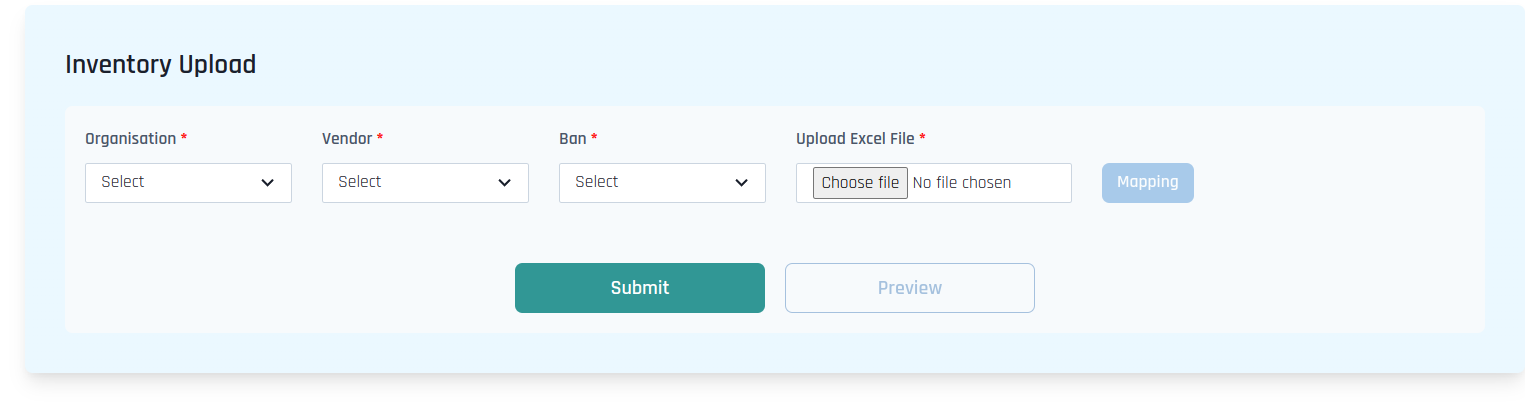 Inventory Upload
Organisation * Vendor * Ban * Upload Excel File *
Select Select Select Choose file No file chosen Mapping
Submit Preview